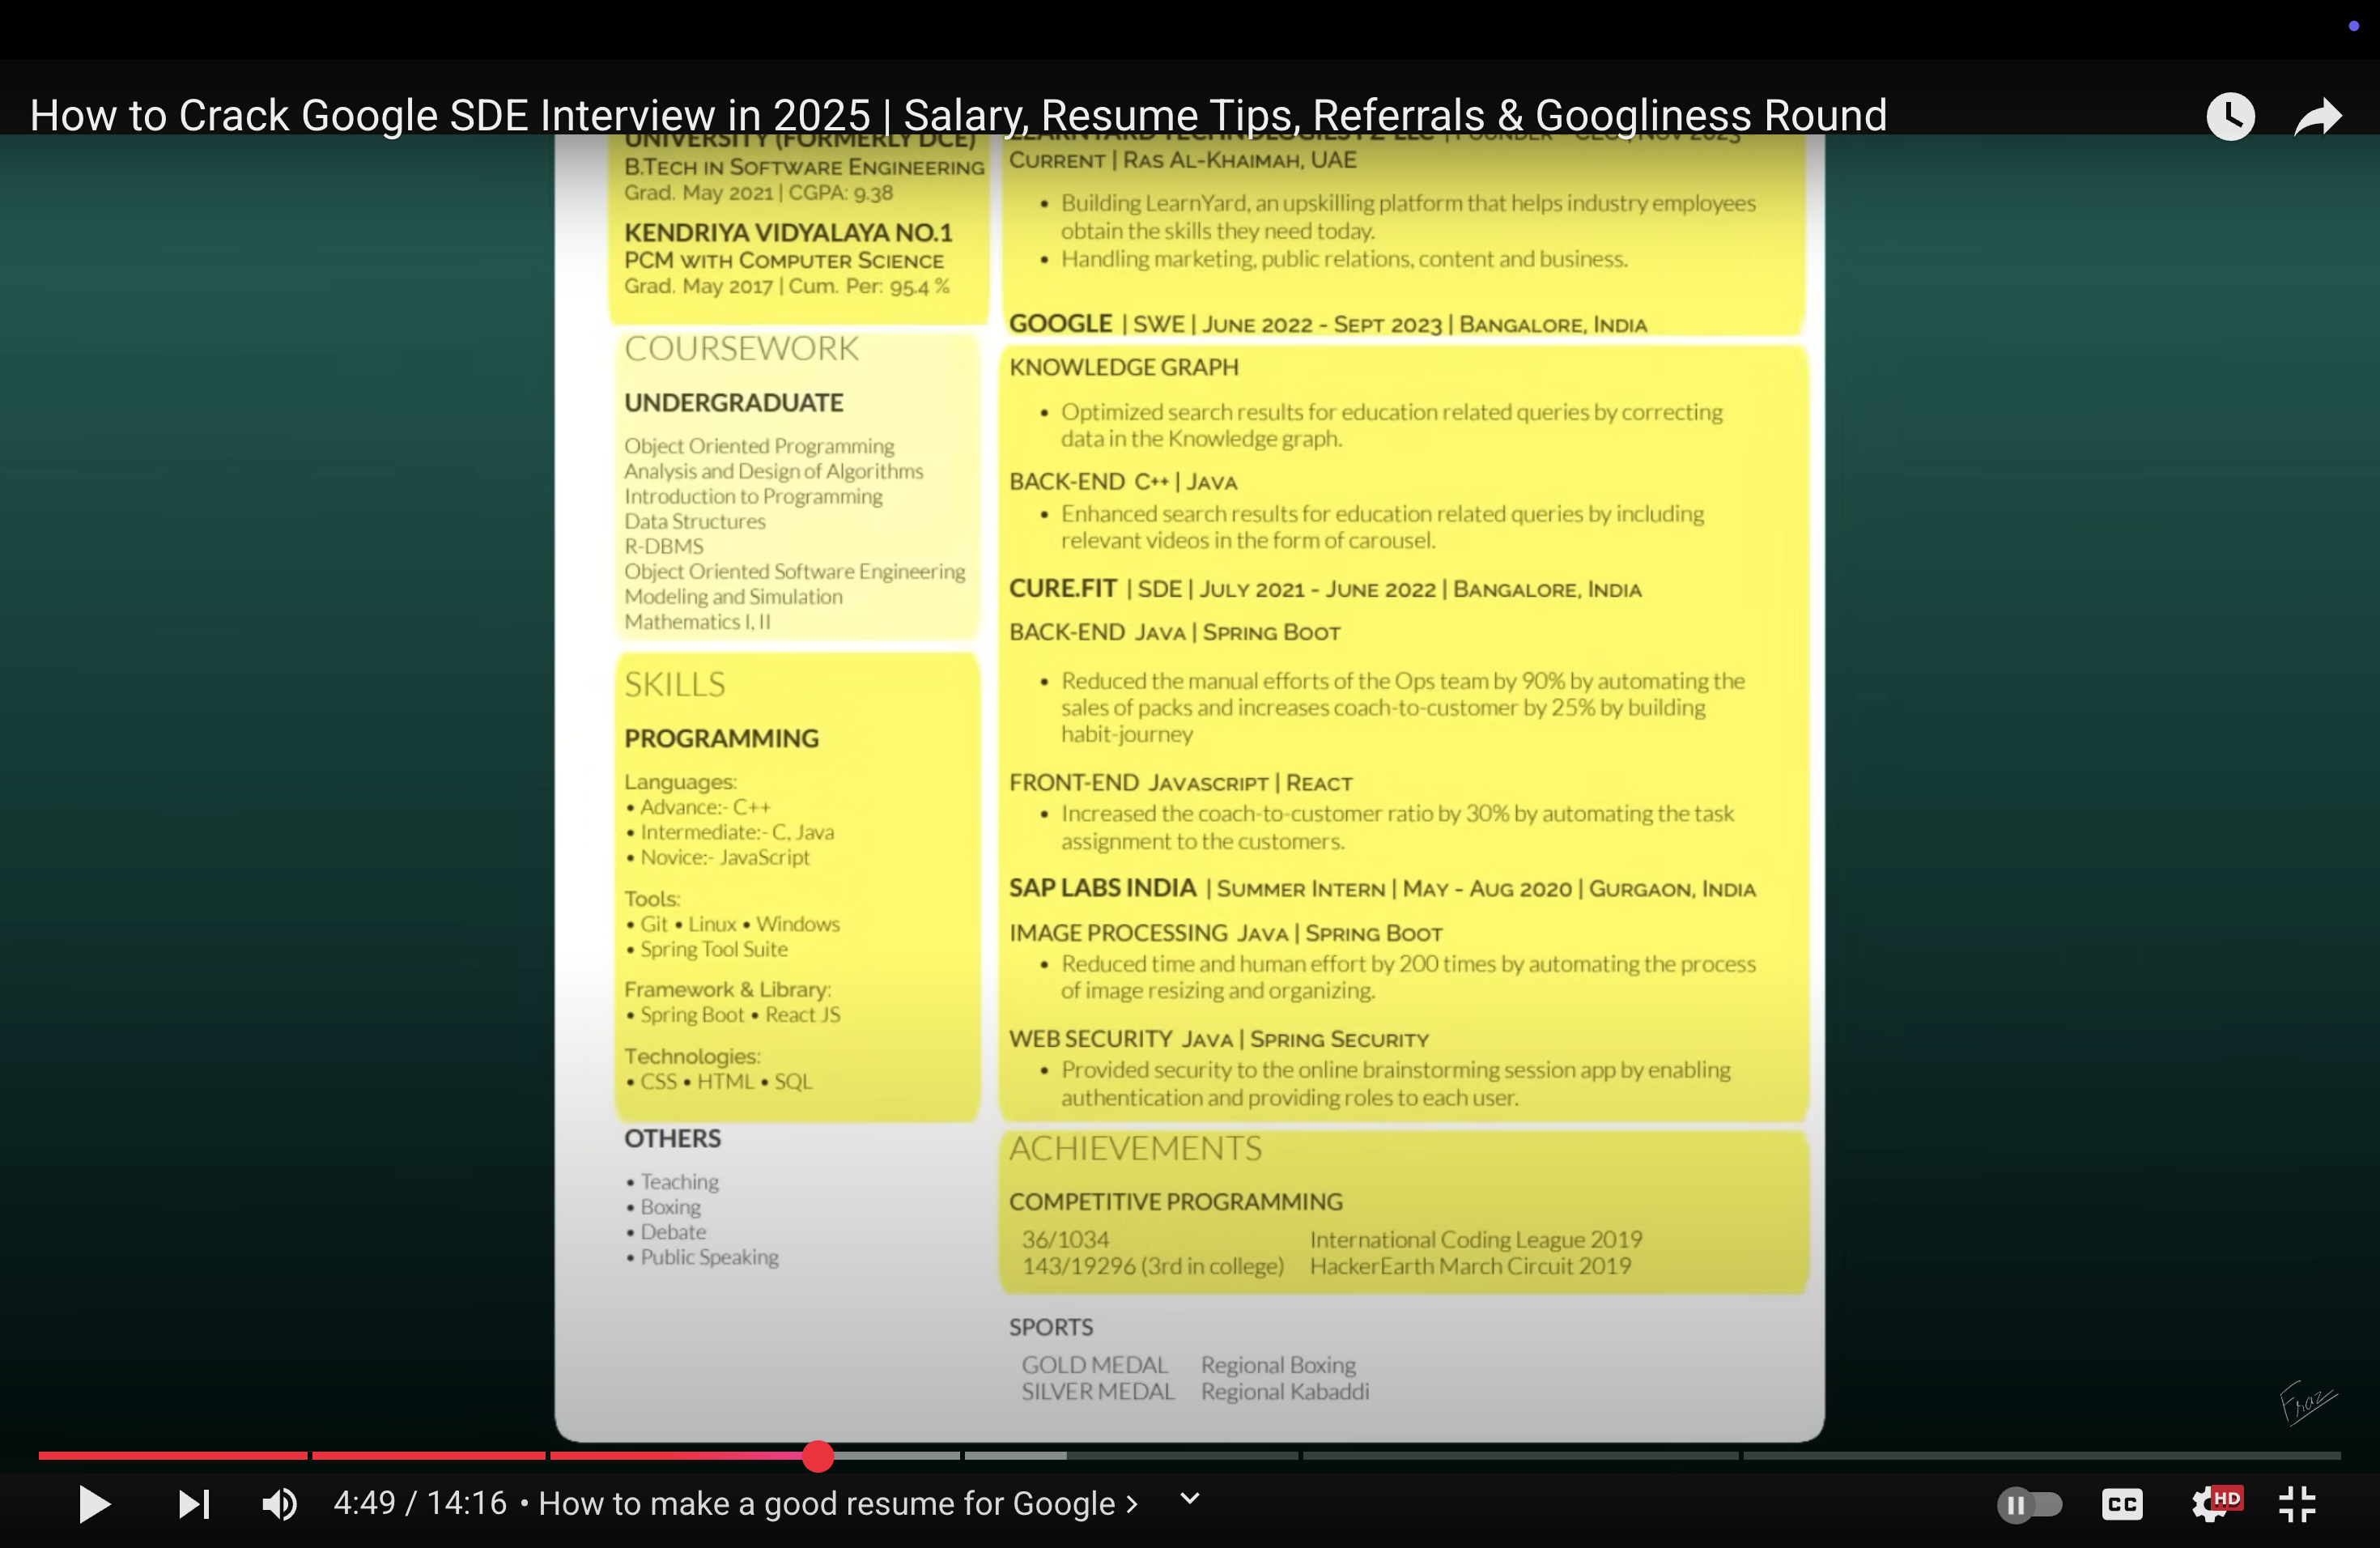 How to Crack Google SDE Interview in 2025 | Salary, Resume Tips, Referrals & Googliness Round
UNIVERSITY (FORMERLY DCE)
B.TECH IN SOFTWARE ENGINEERING
Grad. May 2021 | CGPA: 9.38
KENDRIYA VIDYALAYA NO.1
PCM WITH COMPUTER SCIENCE
Grad. May 2017 | Cum. Per: 95.4 %
COURSEWORK
UNDERGRADUATE
Object Oriented Programming
Analysis and Design of Algorithms
Introduction to Programming
Data Structures
R-DBMS
Object Oriented Software Engineering
Modeling and Simulation
Mathematics I, II
SKILLS
PROGRAMMING
Languages:
• Advance:- C++
• Intermediate:- C, Java
• Novice:- JavaScript
Tools:
• Git • Linux • Windows
• Spring Tool Suite
Framework & Library:
• Spring Boot • React JS
Technologies:
• CSS • HTML • SQL
OTHERS
• Teaching
• Boxing
• Debate
• Public Speaking
CURRENT | RAS AL-KHAIMAH, UAE
• Building LearnYard, an upskilling platform that helps industry employees
obtain the skills they need today.
• Handling marketing, public relations, content and business.
GOOGLE | SWE | JUNE 2022 - SEPT 2023 | BANGALORE, INDIA
KNOWLEDGE GRAPH
• Optimized search results for education related queries by correcting
data in the Knowledge graph.
BACK-END C++ | JAVA
• Enhanced search results for education related queries by including
relevant videos in the form of carousel.
CURE.FIT | SDE | JULY 2021 - JUNE 2022 | BANGALORE, INDIA
BACK-END JAVA | SPRING BOOT
• Reduced the manual efforts of the Ops team by 90% by automating the
sales of packs and increases coach-to-customer by 25% by building
habit-journey
FRONT-END JAVASCRIPT | REACT
• Increased the coach-to-customer ratio by 30% by automating the task
assignment to the customers.
SAP LABS INDIA | SUMMER INTERN | MAY - AUG 2020 | GURGAON, INDIA
IMAGE PROCESSING JAVA | SPRING BOOT
• Reduced time and human effort by 200 times by automating the process
of image resizing and organizing.
WEB SECURITY JAVA | SPRING SECURITY
• Provided security to the online brainstorming session app by enabling
authentication and providing roles to each user.
ACHIEVEMENTS
COMPETITIVE PROGRAMMING
36/1034 International Coding League 2019
143/19296 (3rd in college) HackerEarth March Circuit 2019
SPORTS
GOLD MEDAL Regional Boxing
SILVER MEDAL Regional Kabaddi
Fraz
4:49 / 14:16 • How to make a good resume for Google >
CC
HD